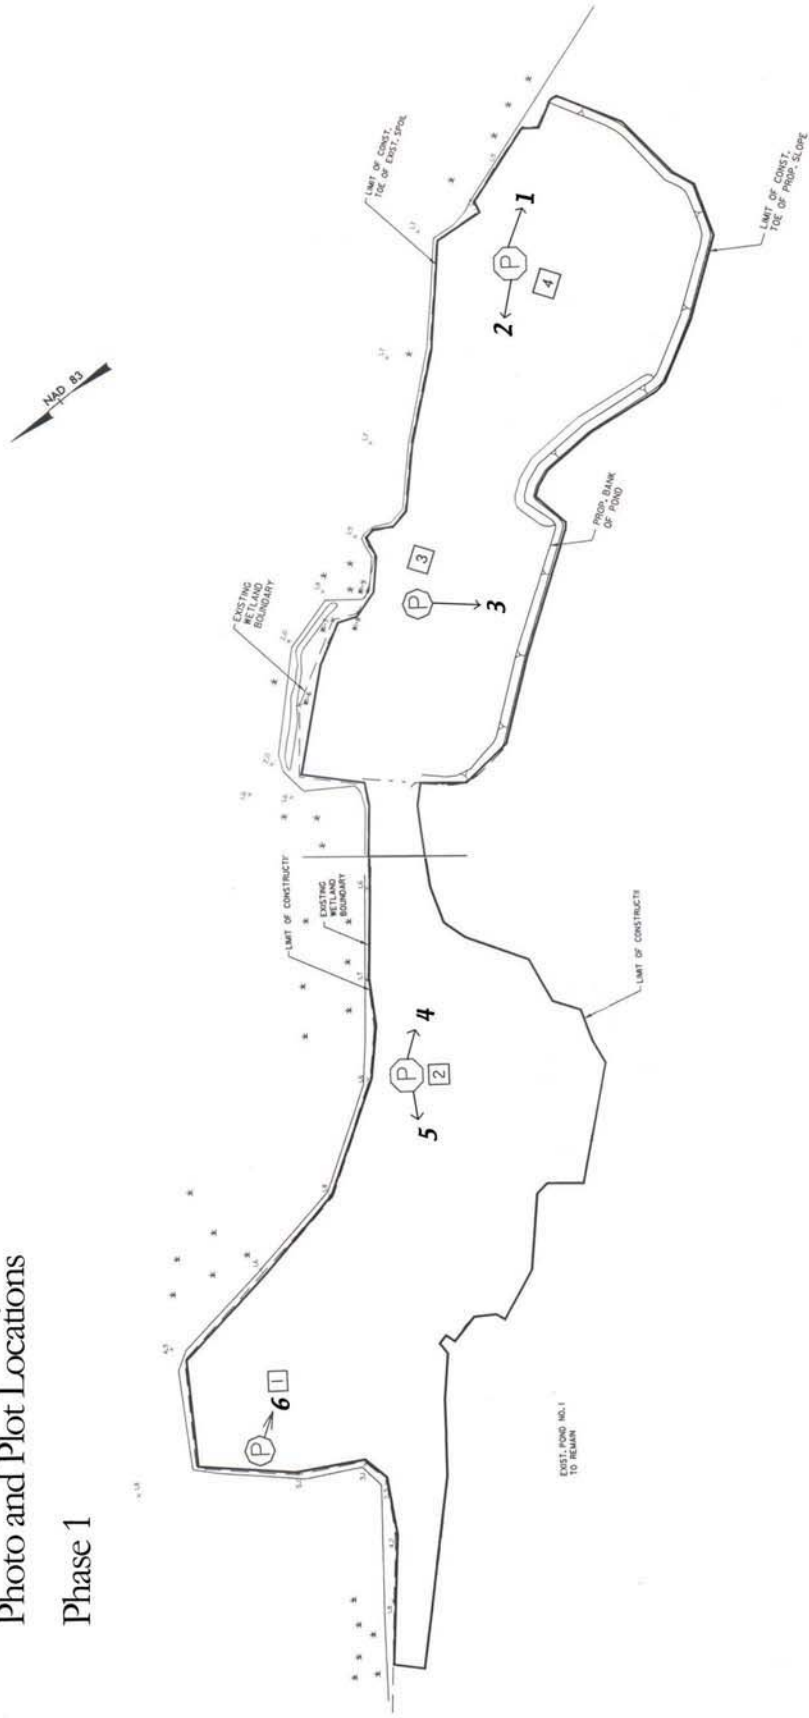 Photo and Plot Locations
Phase 1
NAD 83
LIMIT OF CONST.
TOE OF EXIST. SPOIL
1
P
2
4
LIMIT OF CONST.
TOE OF PROP. SLOPE
EXISTING
WETLAND
BOUNDARY
PROP. BANK
OF POND
3
P
3
LIMIT OF CONSTRUCTI
EXISTING
WETLAND
BOUNDARY
LIMIT OF CONSTRUCTI
4
P
2
5
1
6
P
EXIST. POND NO. 1
TO REMAIN